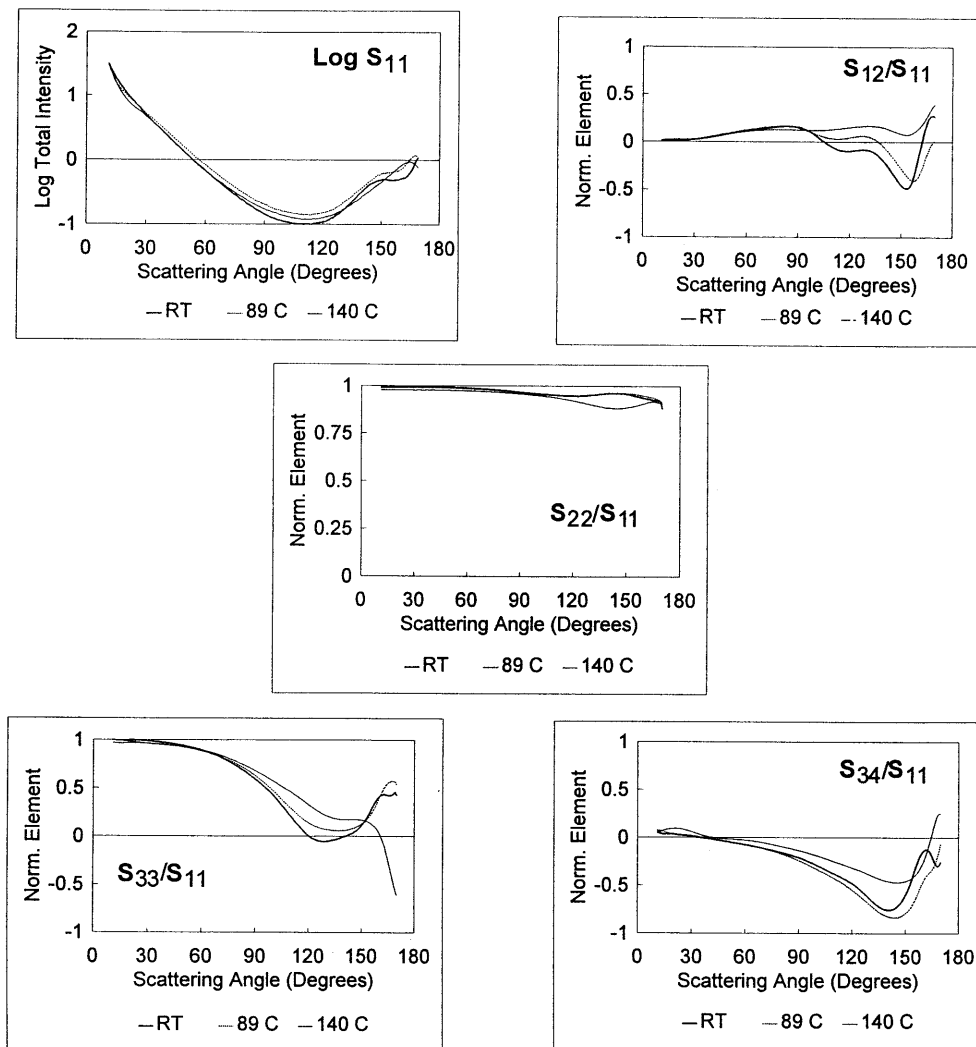 Log S11
Log Total Intensity
2
1
0
-1
0 30 60 90 120 150 180
Scattering Angle (Degrees)
RT 89 C 140 C
S12/S11
Norm. Element
1
0.5
0
-0.5
-1
0 30 60 90 120 150 180
Scattering Angle (Degrees)
RT 89 C 140 C
S22/S11
Norm. Element
1
0.75
0.5
0.25
0
0 30 60 90 120 150 180
Scattering Angle (Degrees)
RT 89 C 140 C
S33/S11
Norm. Element
1
0.5
0
-0.5
-1
0 30 60 90 120 150 180
Scattering Angle (Degrees)
RT 89 C 140 C
S34/S11
Norm. Element
1
0.5
0
-0.5
-1
0 30 60 90 120 150 180
Scattering Angle (Degrees)
RT 89 C 140 C